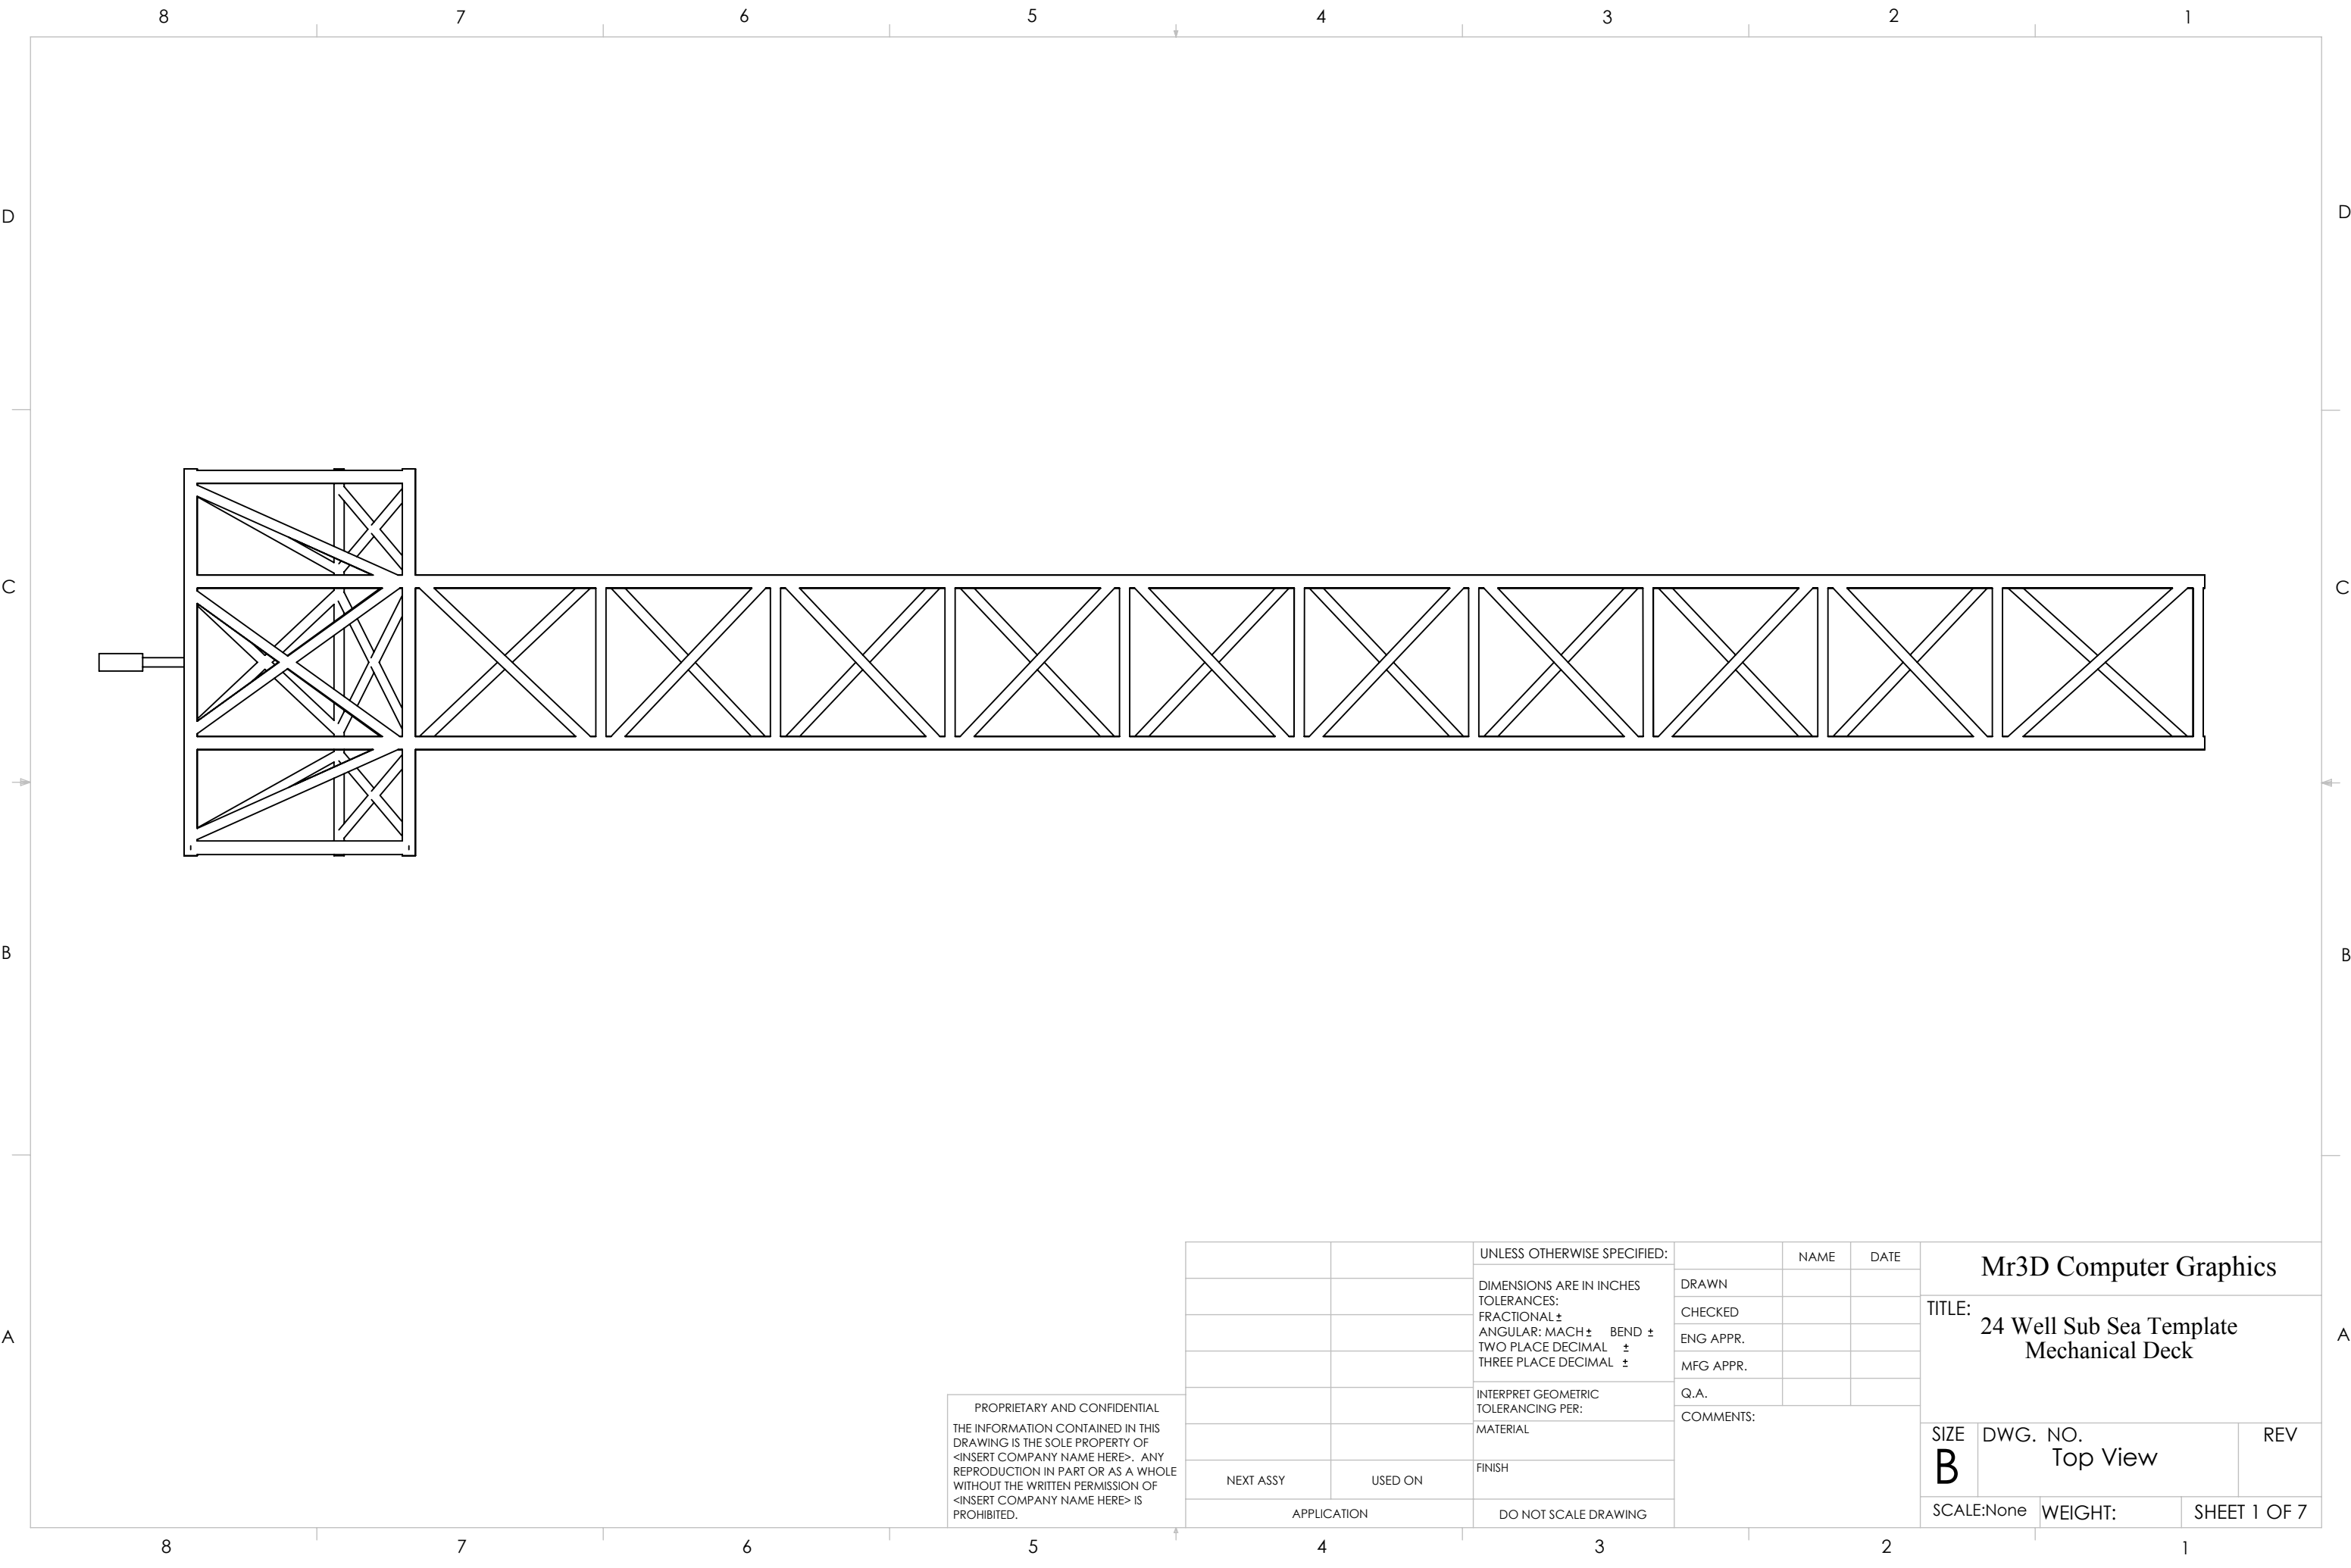 8 7 6 5 4 3 2 1
D D
C C
B B
A A
UNLESS OTHERWISE SPECIFIED:
DIMENSIONS ARE IN INCHES
TOLERANCES:
FRACTIONAL ±
ANGULAR: MACH ± BEND ±
TWO PLACE DECIMAL ±
THREE PLACE DECIMAL ±
INTERPRET GEOMETRIC
TOLERANCING PER:
MATERIAL
FINISH
DO NOT SCALE DRAWING
NAME DATE
DRAWN
CHECKED
ENG APPR.
MFG APPR.
Q.A.
COMMENTS:
Mr3D Computer Graphics
TITLE:
24 Well Sub Sea Template
Mechanical Deck
SIZE DWG. NO. REV
B Top View
SCALE:None WEIGHT: SHEET 1 OF 7
PROPRIETARY AND CONFIDENTIAL
THE INFORMATION CONTAINED IN THIS
DRAWING IS THE SOLE PROPERTY OF
<INSERT COMPANY NAME HERE>. ANY
REPRODUCTION IN PART OR AS A WHOLE
WITHOUT THE WRITTEN PERMISSION OF
<INSERT COMPANY NAME HERE> IS
PROHIBITED.
NEXT ASSY USED ON
APPLICATION
8 7 6 5 4 3 2 1